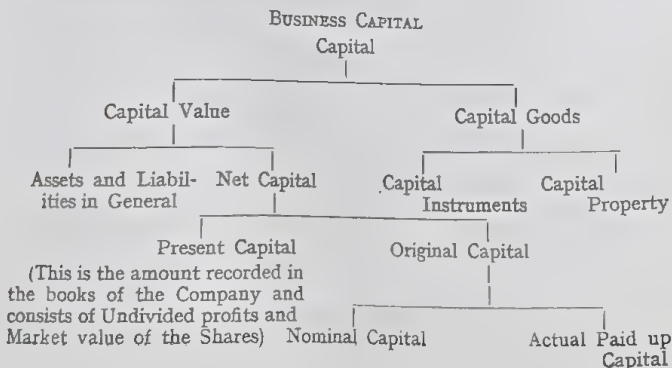 BUSINESS CAPITAL
Capital
Capital Value
Capital Goods
Assets and Liabil-
ities in General
Net Capital
Capital
Instruments
Capital
Property
Present Capital
(This is the amount recorded in
the books of the Company and
consists of Undivided profits and
Market value of the Shares)
Original Capital
Nominal Capital
Actual Paid up
Capital